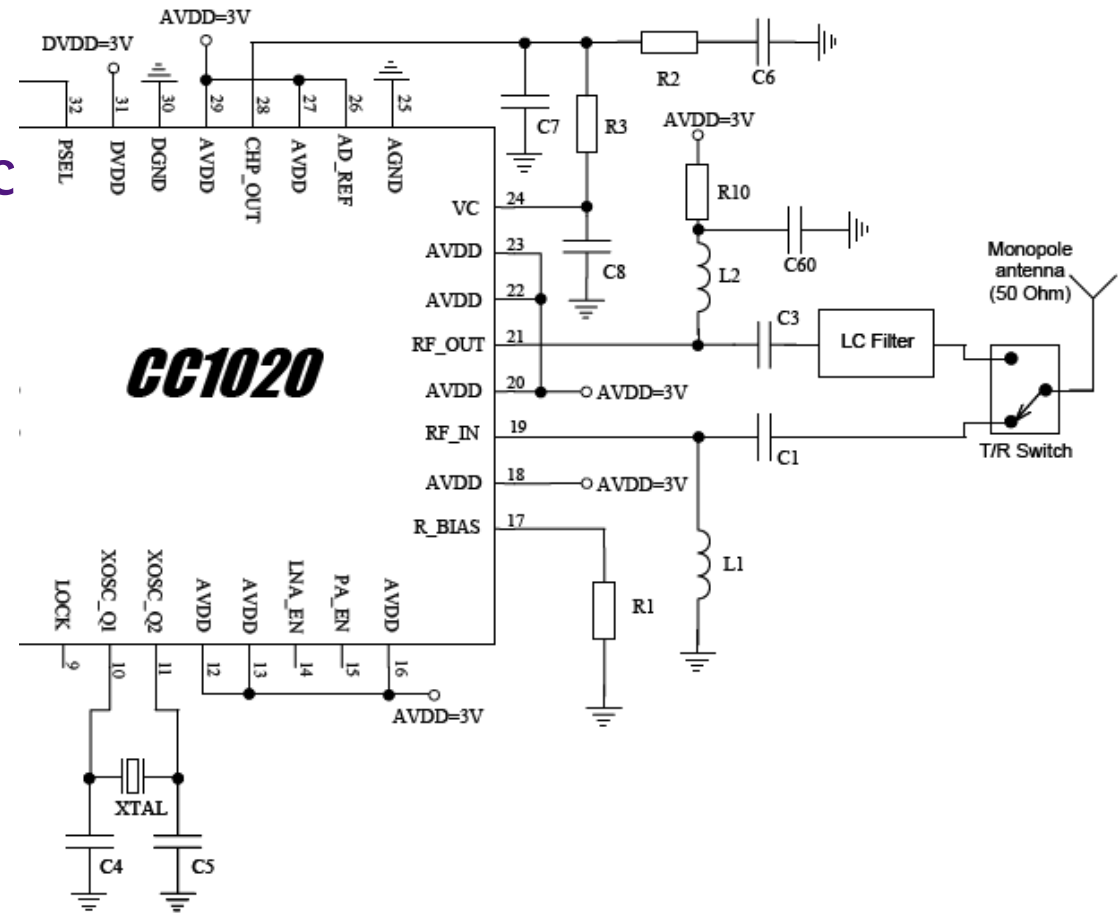 AVDD=3V
DVDD=3V
32
31
30
29
28
27
26
25
PSEL
DVDD
DGND
AVDD
CHP_OUT
AVDD
AD_REF
AGND
C
R2
C6
C7
R3
AVDD=3V
R10
C60
L2
C8
VC 24
AVDD 23
AVDD 22
RF_OUT 21
AVDD 20
AVDD=3V
RF_IN 19
AVDD 18
AVDD=3V
R_BIAS 17
C3
LC Filter
Monopole
antenna
(50 Ohm)
T/R Switch
C1
L1
R1
CC1020
LOCK
XOSC_Q1
XOSC_Q2
AVDD
AVDD
LNA_EN
PA_EN
AVDD
9
10
11
12
13
14
15
16
AVDD=3V
XTAL
C4
C5